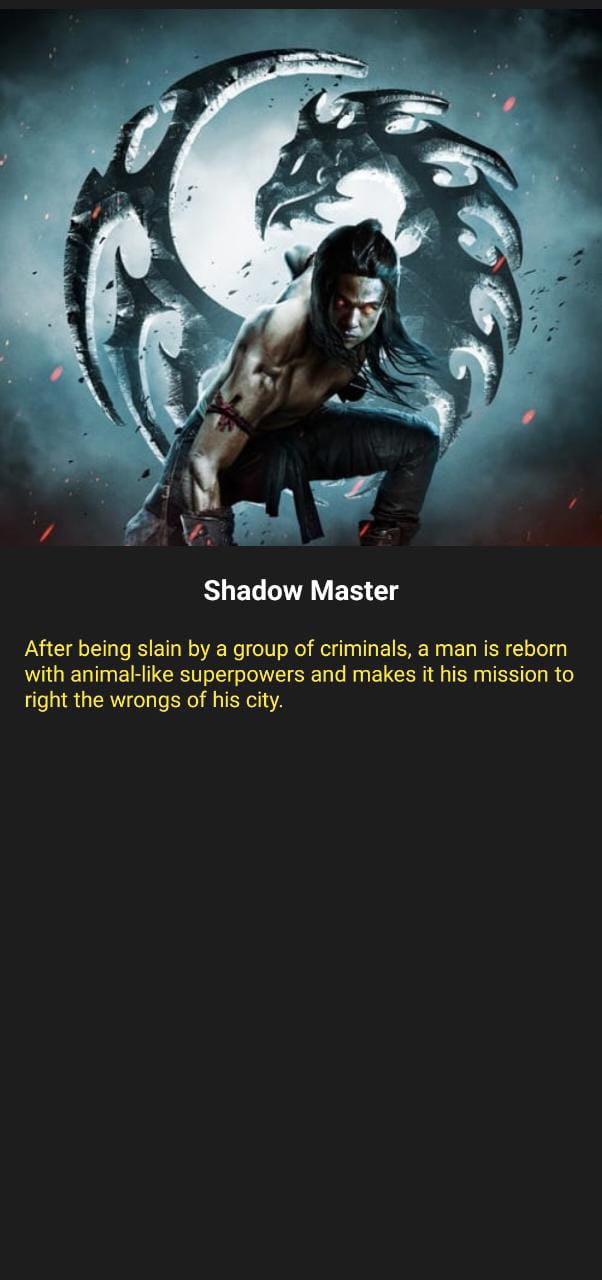 Shadow Master
After being slain by a group of criminals, a man is reborn
with animal-like superpowers and makes it his mission to
right the wrongs of his city.